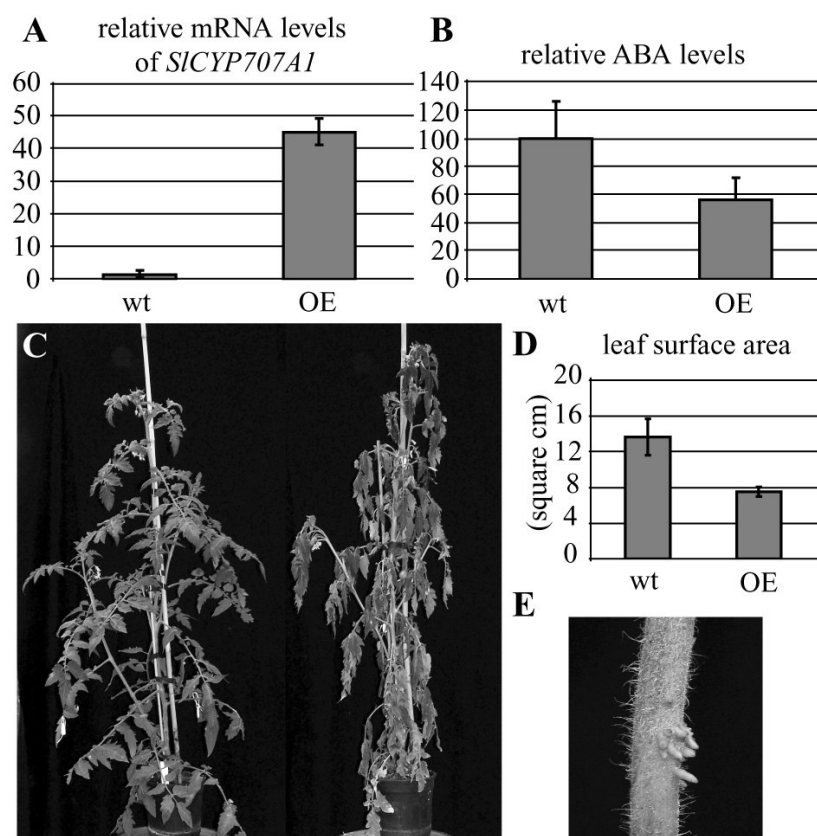 A
relative mRNA levels
of SlCYP707A1
60
50
40
30
20
10
0
wt
OE
B
relative ABA levels
140
120
100
80
60
40
20
0
wt
OE
C
D
leaf surface area
(square cm)
20
16
12
8
4
0
wt
OE
E